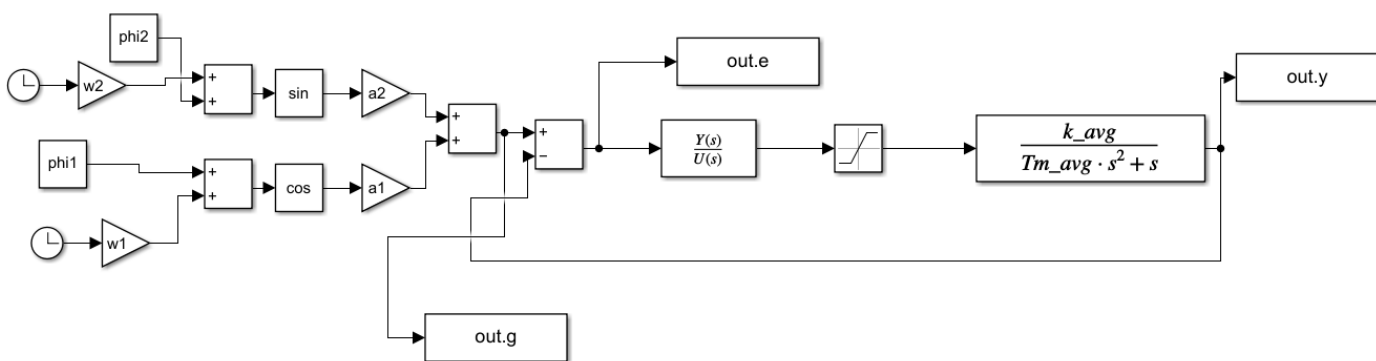 phi2
w2
+
+
sin
a2
phi1
w1
+
+
cos
a1
+
+
+
−
out.e
Y(s)
U(s)
k_avg
Tm_avg · s² + s
out.y
out.g